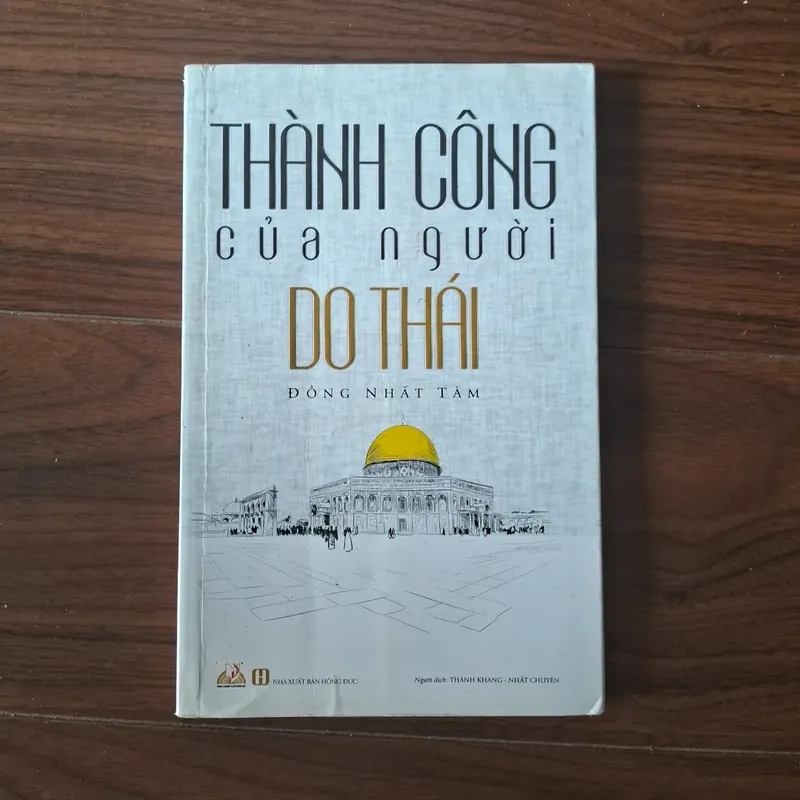 THÀNH CÔNG
của người
DO THÁI
ĐỔNG NHẤT TÂM
NHÀ XUẤT BẢN HỒNG ĐỨC
Người dịch: THANH KHANG - NHẤT CHUYÊN